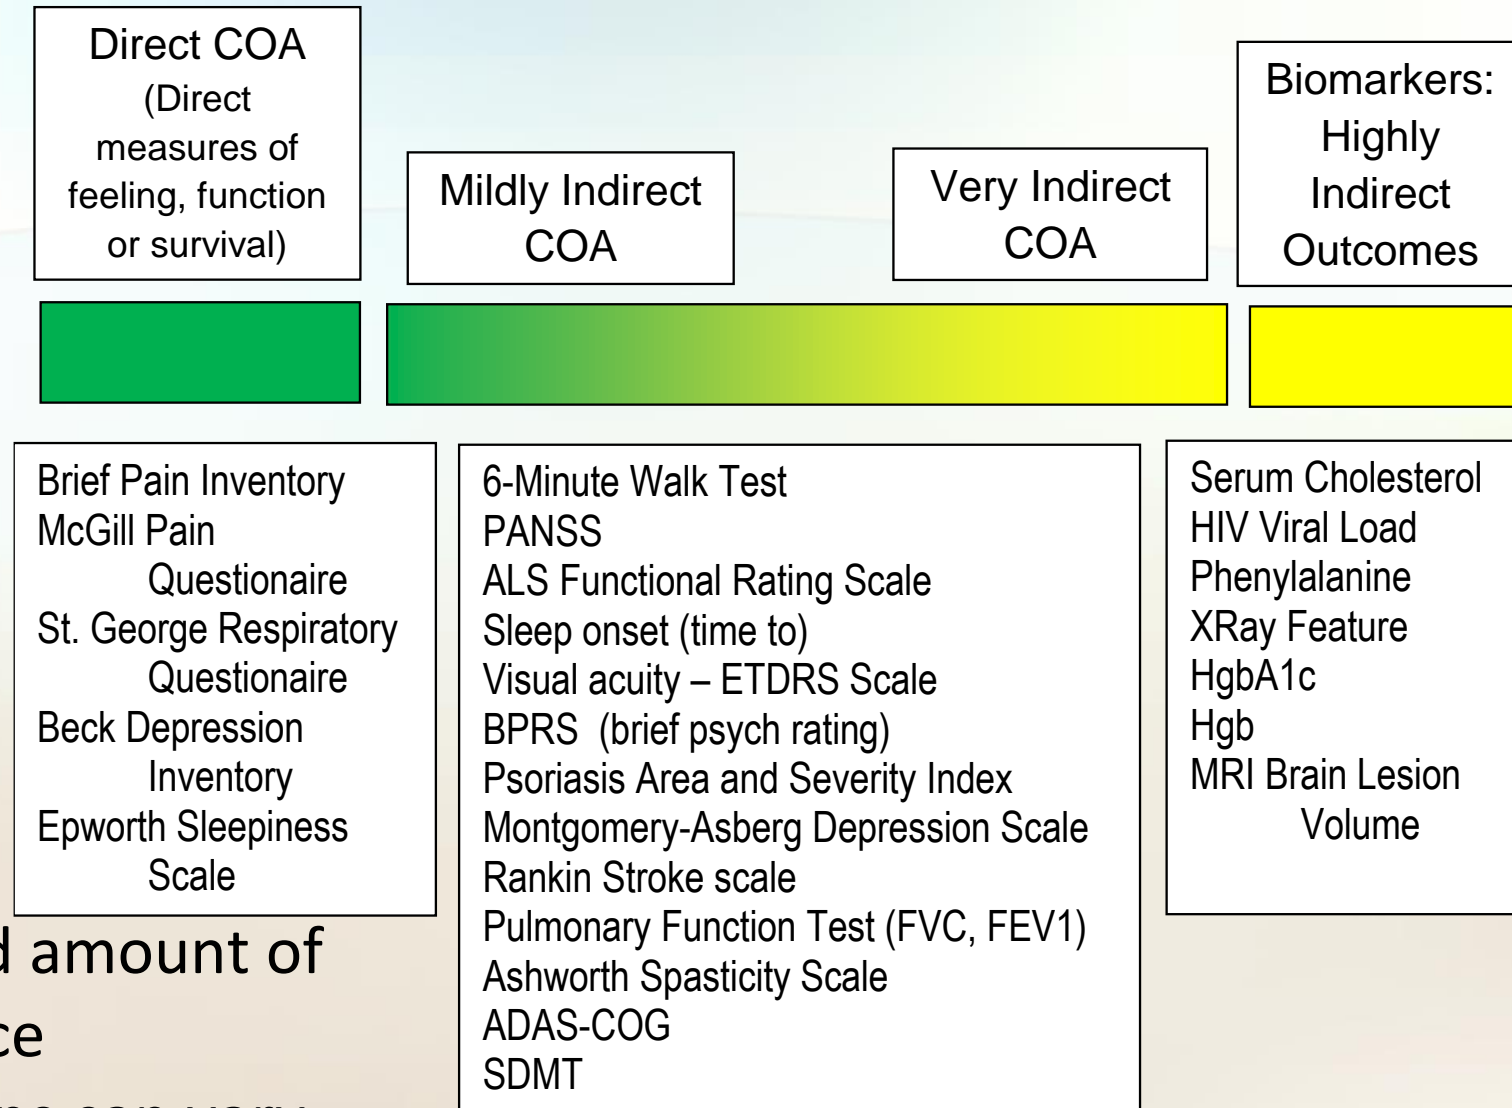 Direct COA
(Direct
measures of
feeling, function
or survival)
Mildly Indirect
COA
Very Indirect
COA
Biomarkers:
Highly
Indirect
Outcomes
Brief Pain Inventory
McGill Pain
Questionaire
St. George Respiratory
Questionaire
Beck Depression
Inventory
Epworth Sleepiness
Scale
6-Minute Walk Test
PANSS
ALS Functional Rating Scale
Sleep onset (time to)
Visual acuity – ETDRS Scale
BPRS (brief psych rating)
Psoriasis Area and Severity Index
Montgomery-Asberg Depression Scale
Rankin Stroke scale
Pulmonary Function Test (FVC, FEV1)
Ashworth Spasticity Scale
ADAS-COG
SDMT
Serum Cholesterol
HIV Viral Load
Phenylalanine
XRay Feature
HgbA1c
Hgb
MRI Brain Lesion
Volume
amount of
can vary